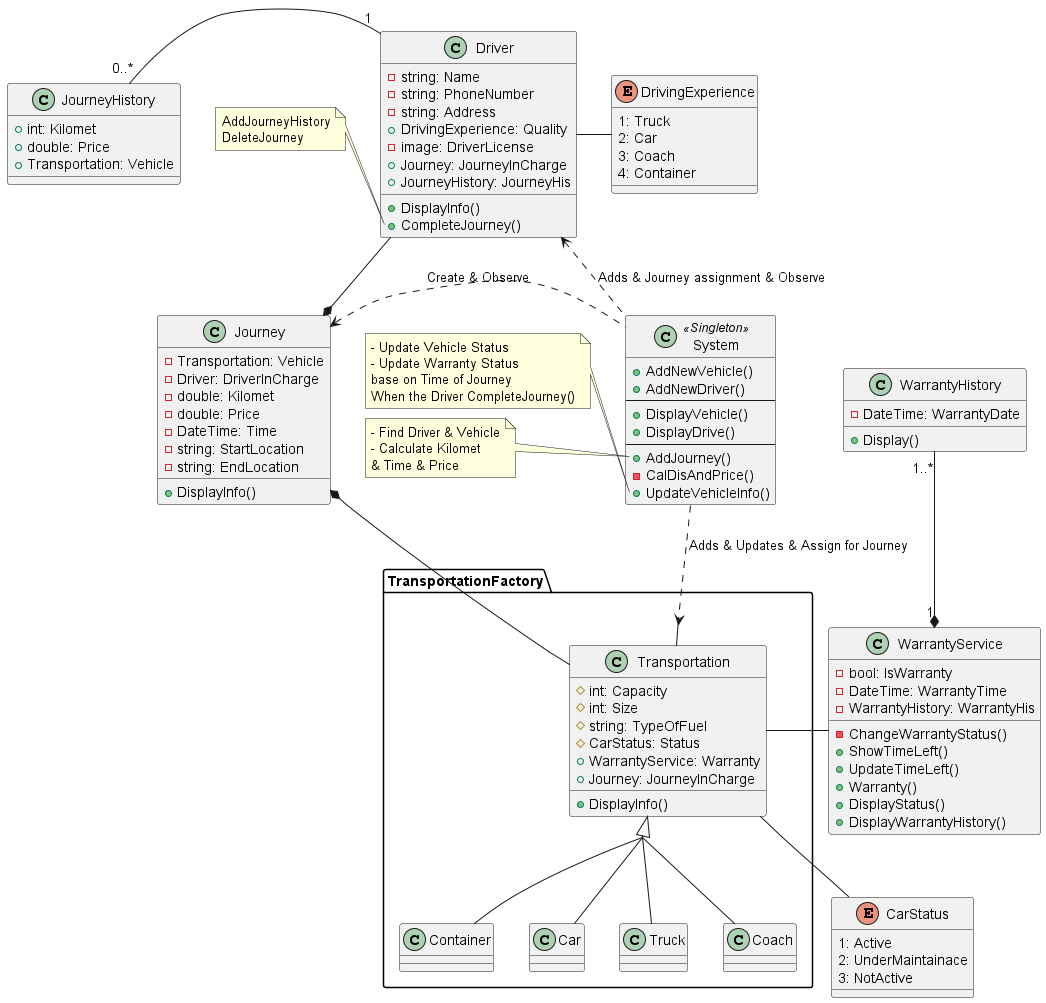 1
0..*
C Driver
string: Name
string: PhoneNumber
string: Address
DrivingExperience: Quality
image: DriverLicense
Journey: JourneyInCharge
JourneyHistory: JourneyHis
DisplayInfo()
CompleteJourney()
C JourneyHistory
int: Kilomet
double: Price
Transportation: Vehicle
AddJourneyHistory
DeleteJourney
E DrivingExperience
1: Truck
2: Car
3: Coach
4: Container
Create & Observe
Adds & Journey assignment & Observe
C Journey
Transportation: Vehicle
Driver: DriverInCharge
double: Kilomet
double: Price
DateTime: Time
string: StartLocation
string: EndLocation
DisplayInfo()
- Update Vehicle Status
- Update Warranty Status
base on Time of Journey
When the Driver CompleteJourney()
- Find Driver & Vehicle
- Calculate Kilomet
& Time & Price
C «Singleton»
System
AddNewVehicle()
AddNewDriver()
DisplayVehicle()
DisplayDrive()
AddJourney()
CalDisAndPrice()
UpdateVehicleInfo()
C WarrantyHistory
DateTime: WarrantyDate
Display()
1..*
1
Adds & Updates & Assign for Journey
TransportationFactory
C Transportation
int: Capacity
int: Size
string: TypeOfFuel
CarStatus: Status
WarrantyService: Warranty
Journey: JourneyInCharge
DisplayInfo()
C WarrantyService
bool: IsWarranty
DateTime: WarrantyTime
WarrantyHistory: WarrantyHis
ChangeWarrantyStatus()
ShowTimeLeft()
UpdateTimeLeft()
Warranty()
DisplayStatus()
DisplayWarrantyHistory()
C Container
C Car
C Truck
C Coach
E CarStatus
1: Active
2: UnderMaintainace
3: NotActive